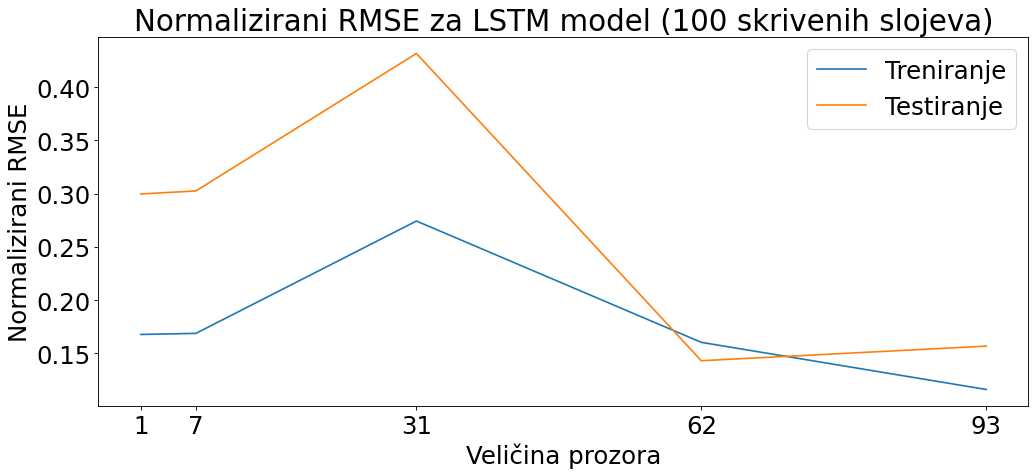 Normalizirani RMSE za LSTM model (100 skrivenih slojeva)
Treniranje
Testiranje
Normalizirani RMSE
0.40
0.35
0.30
0.25
0.20
0.15
1 7 31 62 93
Veličina prozora